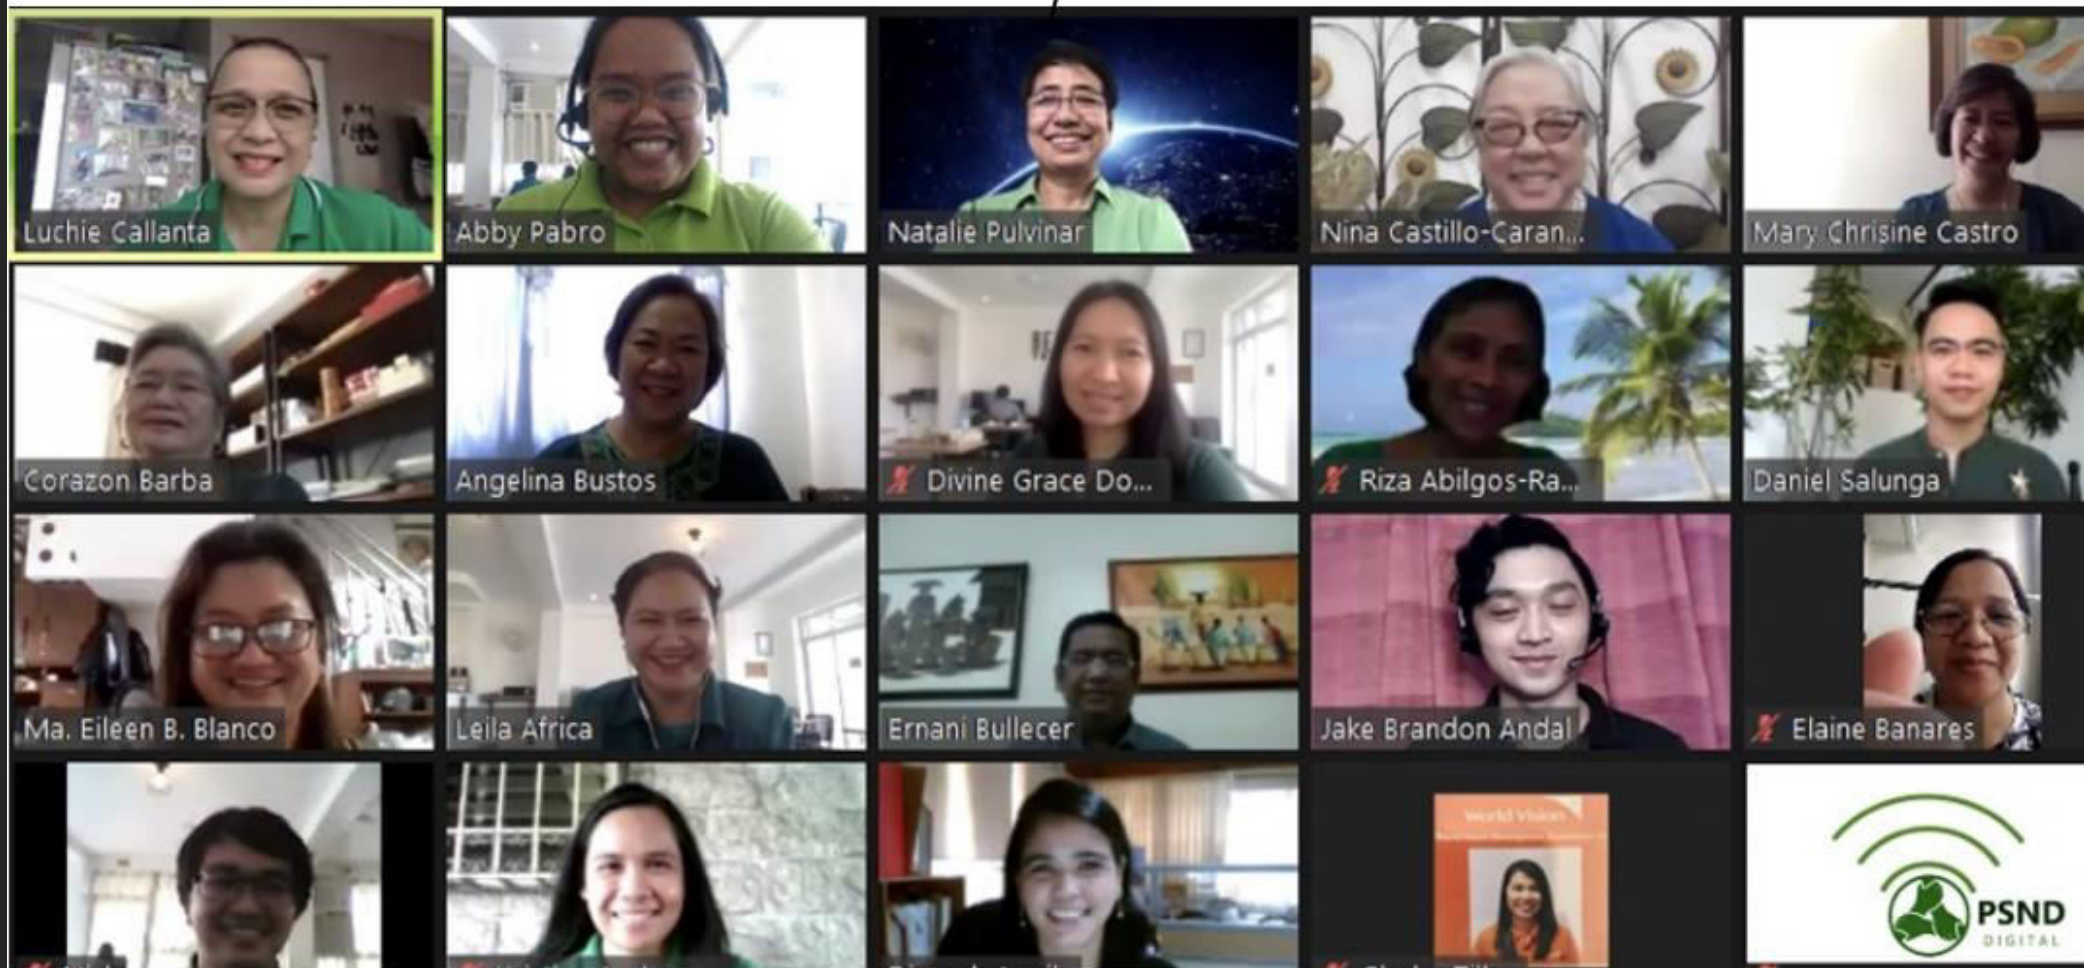 Luchie Callanta
Abby Pabro
Natalie Pulvinar
Nina Castillo-Caran...
Mary Chrisine Castro
Corazon Barba
Angelina Bustos
Divine Grace Do...
Riza Abilgos-Ra...
Daniel Salunga
Ma. Eileen B. Blanco
Leila Africa
Ernani Bullecer
Jake Brandon Andal
Elaine Banares
World Vision
PSND
DIGITAL